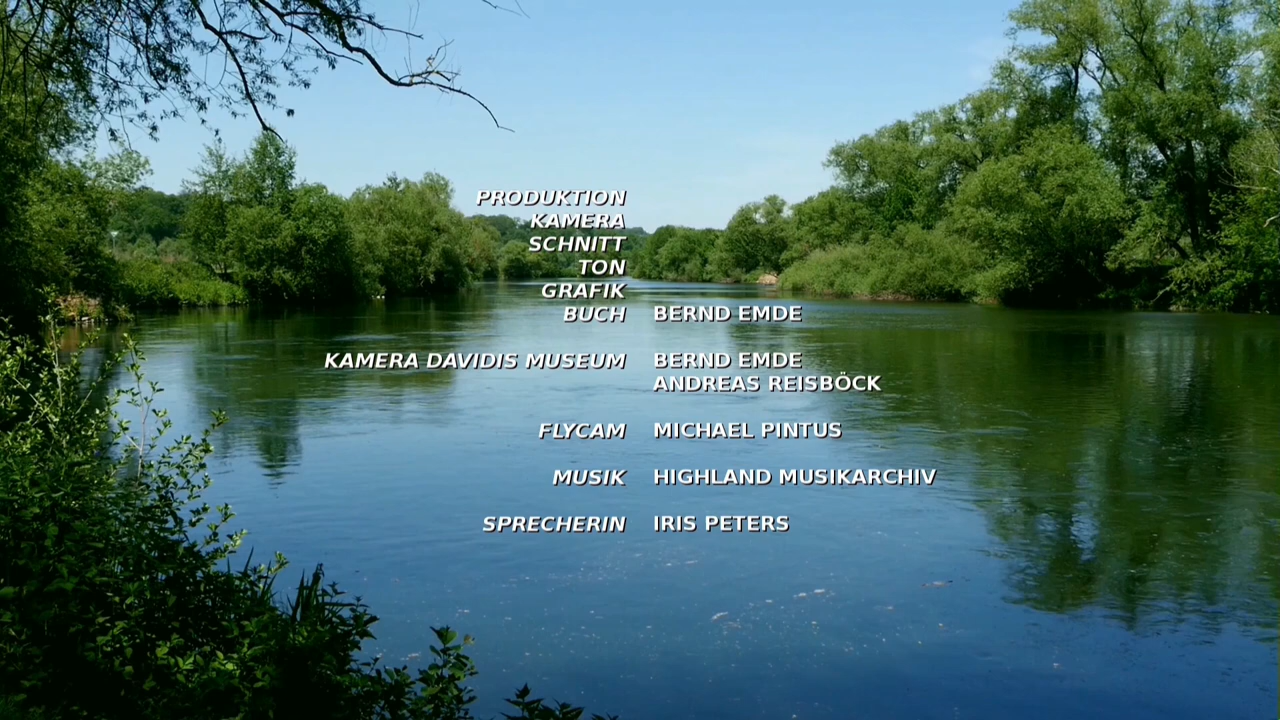 PRODUKTION
KAMERA
SCHNITT
TON
GRAFIK
BUCH BERND EMDE
KAMERA DAVIDIS MUSEUM BERND EMDE
ANDREAS REISBÖCK
FLYCAM MICHAEL PINTUS
MUSIK HIGHLAND MUSIKARCHIV
SPRECHERIN IRIS PETERS